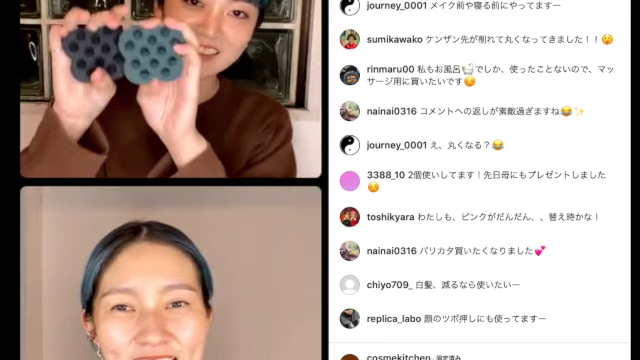 journey_0001 メイク前や寝る前にやってますー
sumikawako ケンザン先が削れて丸くなってきました！！🤤
rinmaru00 私もお風呂🛀でしか、使ったことないので、マッ
サージ用に買いたいです😋
nainai0316 コメントへの返しが素敵過ぎますね😂✨
journey_0001 え、丸くなる？😂
3388_10 2個使いしてます！先日母にもプレゼントしました
☺️
toshikyara わたしも、ピンクがだんだん、、替え時かな！
nainai0316 バリカタ買いたくなりました💕
chiyo709_ 白髪、減るなら使いたいー
replica_labo 顔のツボ押しにも使ってますー
cosmekitchen 固定済み